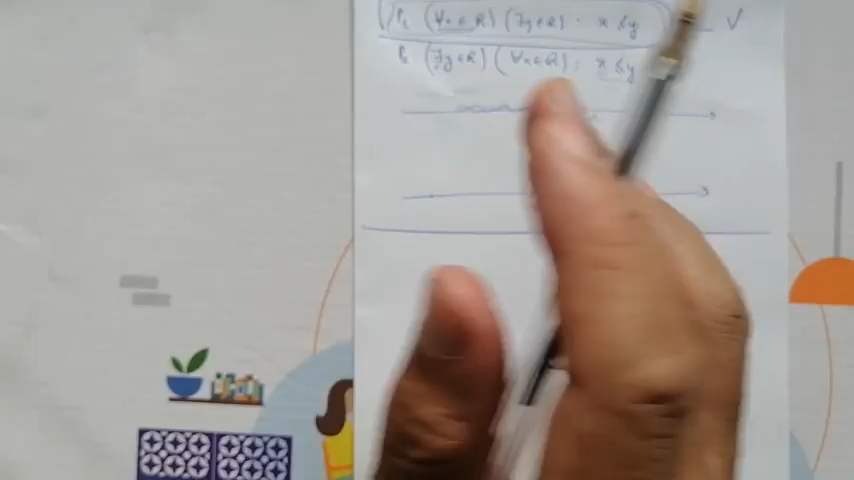 P₁ (∀x ∈ ℝ) (∃y ∈ ℝ) : x ≤ y V
P₂ (∃y ∈ ℝ) (∀x ∈ ℝ) : x ≤ y